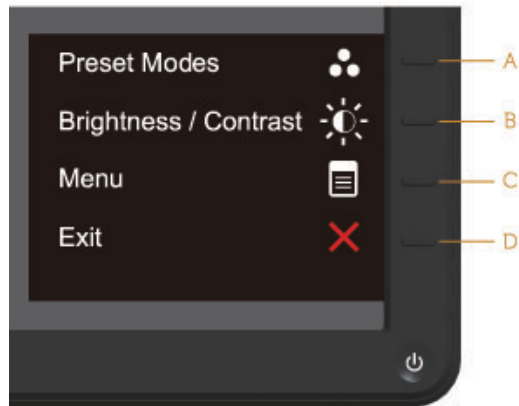 Preset Modes
A
Brightness / Contrast
B
Menu
C
Exit
D